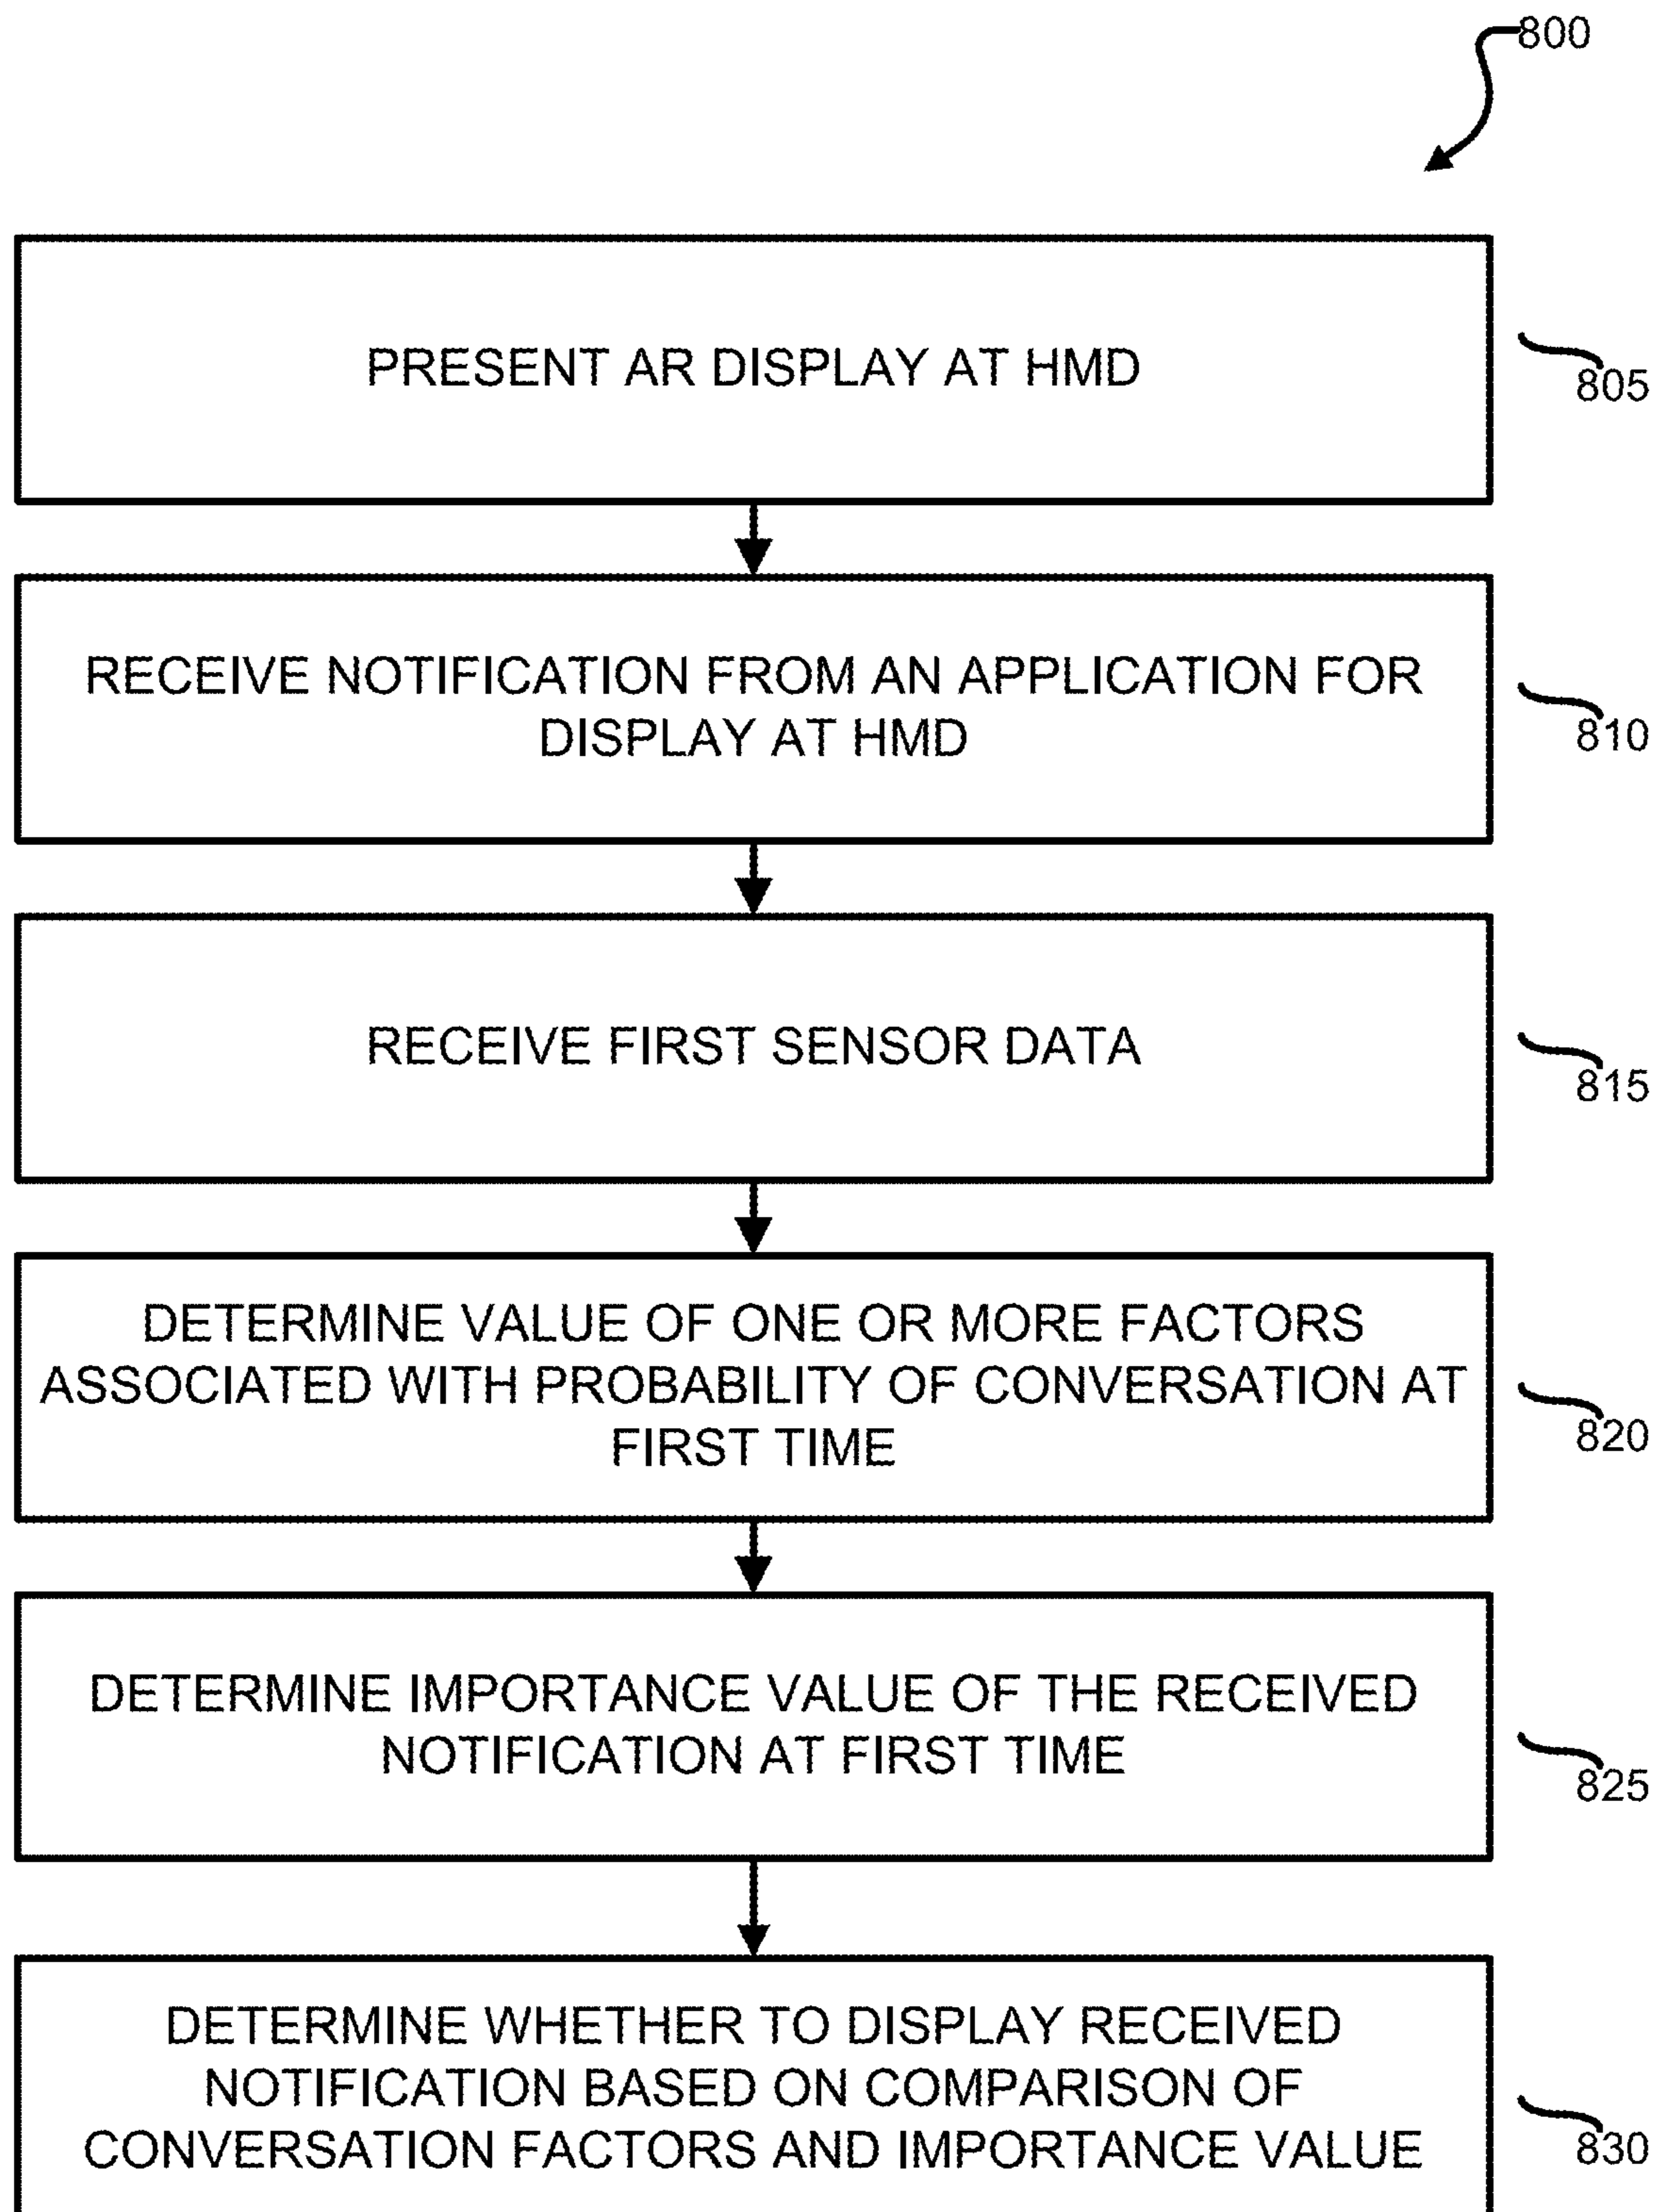 800
PRESENT AR DISPLAY AT HMD
805
RECEIVE NOTIFICATION FROM AN APPLICATION FOR
DISPLAY AT HMD
810
RECEIVE FIRST SENSOR DATA
815
DETERMINE VALUE OF ONE OR MORE FACTORS
ASSOCIATED WITH PROBABILITY OF CONVERSATION AT
FIRST TIME
820
DETERMINE IMPORTANCE VALUE OF THE RECEIVED
NOTIFICATION AT FIRST TIME
825
DETERMINE WHETHER TO DISPLAY RECEIVED
NOTIFICATION BASED ON COMPARISON OF
CONVERSATION FACTORS AND IMPORTANCE VALUE
830